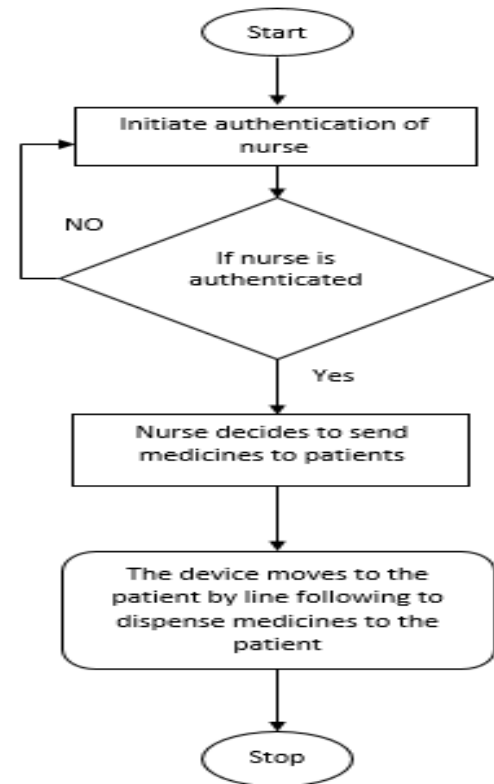 Start
Initiate authentication of
nurse
NO
If nurse is
authenticated
Yes
Nurse decides to send
medicines to patients
The device moves to the
patient by line following to
dispense medicines to the
patient
Stop